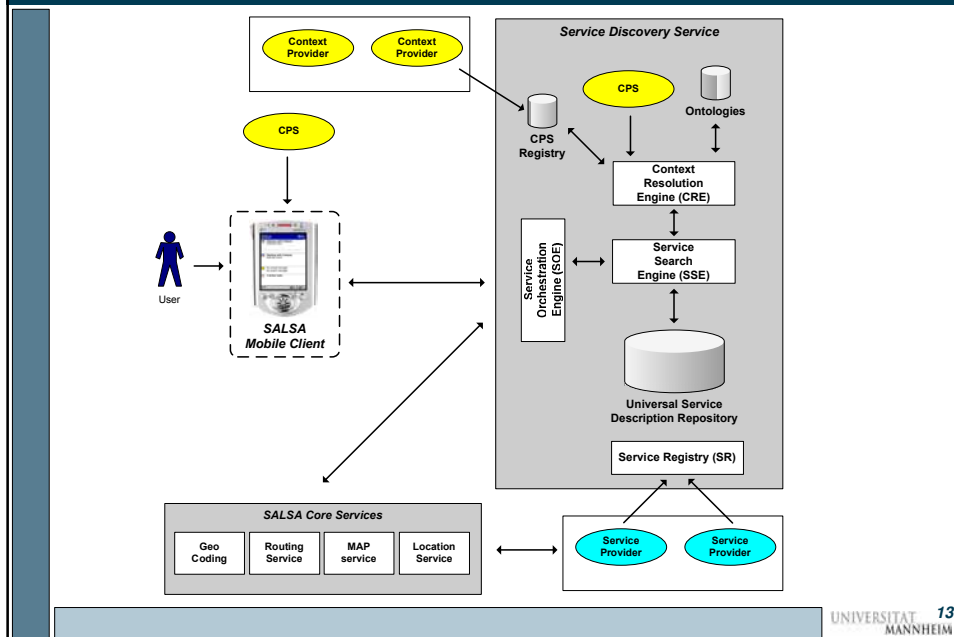 Context
Provider
Context
Provider
Service Discovery Service
CPS
CPS
Registry
CPS
Ontologies
Context
Resolution
Engine (CRE)
Service
Orchestration
Engine (SOE)
Service
Search
Engine (SSE)
User
SALSA
Mobile Client
Universal Service
Description Repository
Service Registry (SR)
SALSA Core Services
Geo
Coding
Routing
Service
MAP
service
Location
Service
Service
Provider
Service
Provider
UNIVERSITAT
MANNHEIM
13